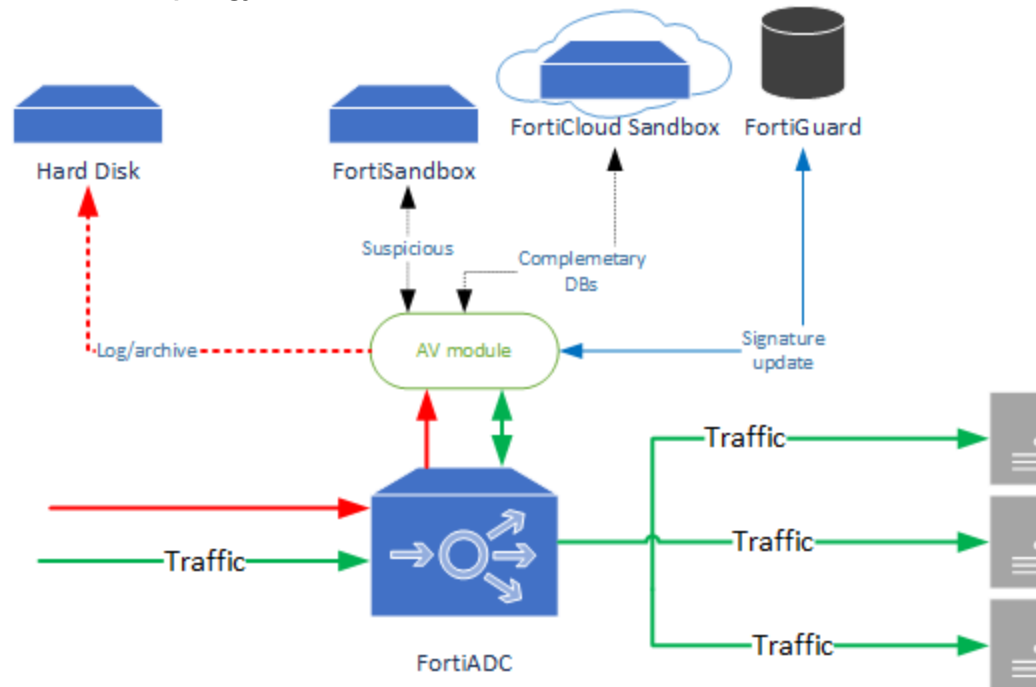 FortiCloud Sandbox
FortiGuard
Hard Disk
FortiSandbox
Suspicious
Complemetary
DBs
Log/archive
AV module
Signature
update
Traffic
Traffic
Traffic
Traffic
FortiADC